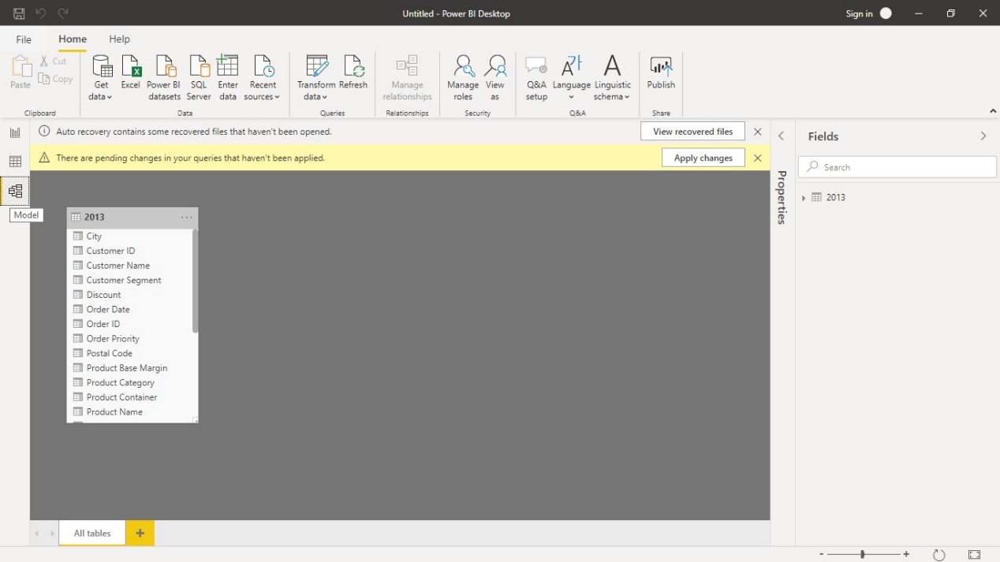 Untitled - Power BI Desktop
Sign in
File Home Help
Paste
Cut
Copy
Clipboard
Get data
Excel
Power BI datasets
SQL Server
Enter data
Recent sources
Data
Transform data
Refresh
Queries
Manage relationships
Relationships
Manage roles
View as
Security
Q&A setup
Language
Linguistic schema
Q&A
Publish
Share
Auto recovery contains some recovered files that haven't been opened.
View recovered files
There are pending changes in your queries that haven't been applied.
Apply changes
Model
2013
City
Customer ID
Customer Name
Customer Segment
Discount
Order Date
Order ID
Order Priority
Postal Code
Product Base Margin
Product Category
Product Container
Product Name
Properties
Fields
Search
2013
All tables